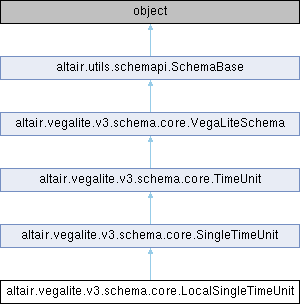 object
altair.utils.schemapi.SchemaBase
altair.vegalite.v3.schema.core.VegaLiteSchema
altair.vegalite.v3.schema.core.TimeUnit
altair.vegalite.v3.schema.core.SingleTimeUnit
altair.vegalite.v3.schema.core.LocalSingleTimeUnit